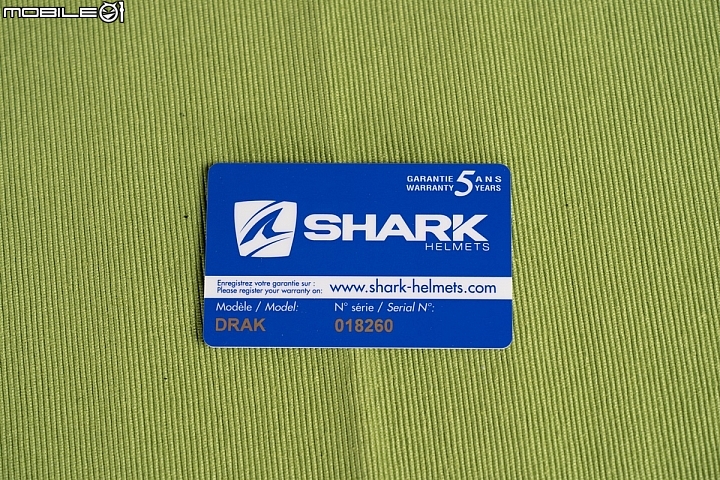 MOBILE01
GARANTIE 5 ANS
WARRANTY YEARS
SHARK
HELMETS
Enregistrez votre garantie sur :
Please register your warranty on:
www.shark-helmets.com
Modèle / Model:
N° série / Serial N°:
DRAK
018260